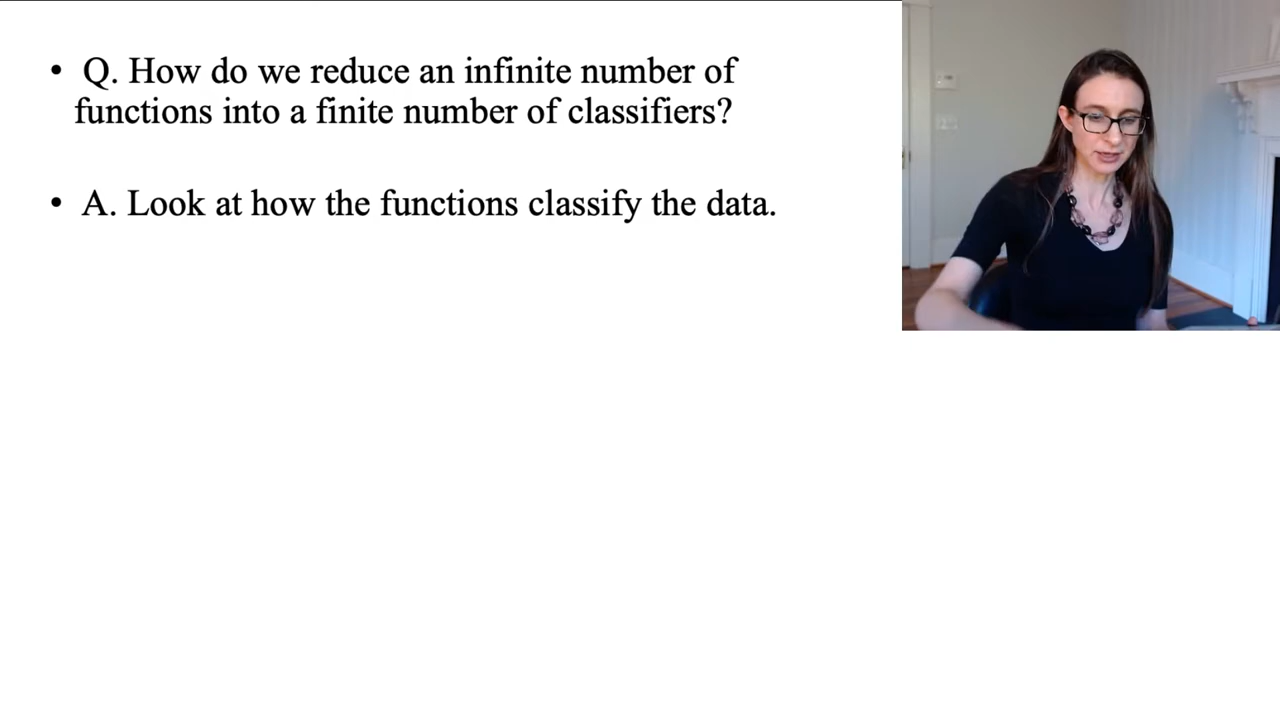 • Q. How do we reduce an infinite number of
functions into a finite number of classifiers?
• A. Look at how the functions classify the data.